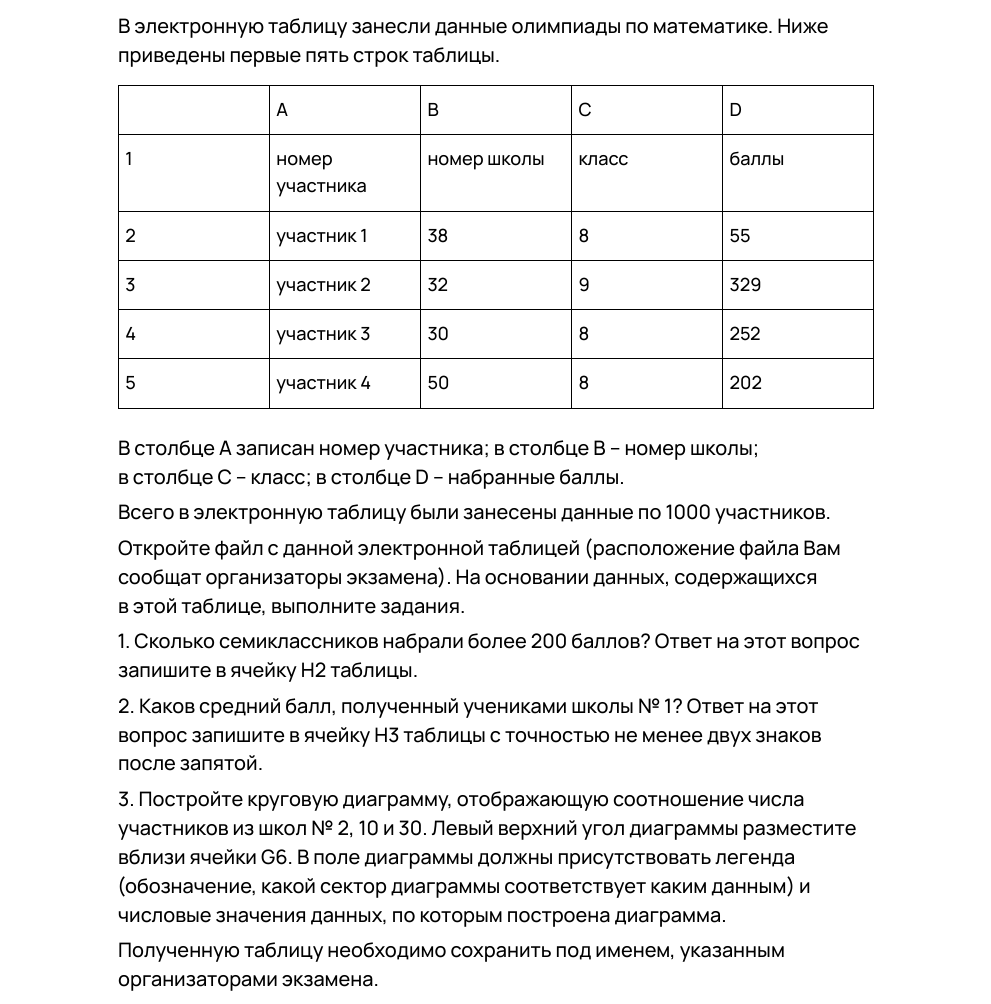 В электронную таблицу занесли данные олимпиады по математике. Ниже
приведены первые пять строк таблицы.
A B C D
1 номер участника номер школы класс баллы
2 участник 1 38 8 55
3 участник 2 32 9 329
4 участник 3 30 8 252
5 участник 4 50 8 202
В столбце A записан номер участника; в столбце B – номер школы;
в столбце C – класс; в столбце D – набранные баллы.
Всего в электронную таблицу были занесены данные по 1000 участников.
Откройте файл с данной электронной таблицей (расположение файла Вам
сообщат организаторы экзамена). На основании данных, содержащихся
в этой таблице, выполните задания.
1. Сколько семиклассников набрали более 200 баллов? Ответ на этот вопрос
запишите в ячейку H2 таблицы.
2. Каков средний балл, полученный учениками школы № 1? Ответ на этот
вопрос запишите в ячейку H3 таблицы с точностью не менее двух знаков
после запятой.
3. Постройте круговую диаграмму, отображающую соотношение числа
участников из школ № 2, 10 и 30. Левый верхний угол диаграммы разместите
вблизи ячейки G6. В поле диаграммы должны присутствовать легенда
(обозначение, какой сектор диаграммы соответствует каким данным) и
числовые значения данных, по которым построена диаграмма.
Полученную таблицу необходимо сохранить под именем, указанным
организаторами экзамена.